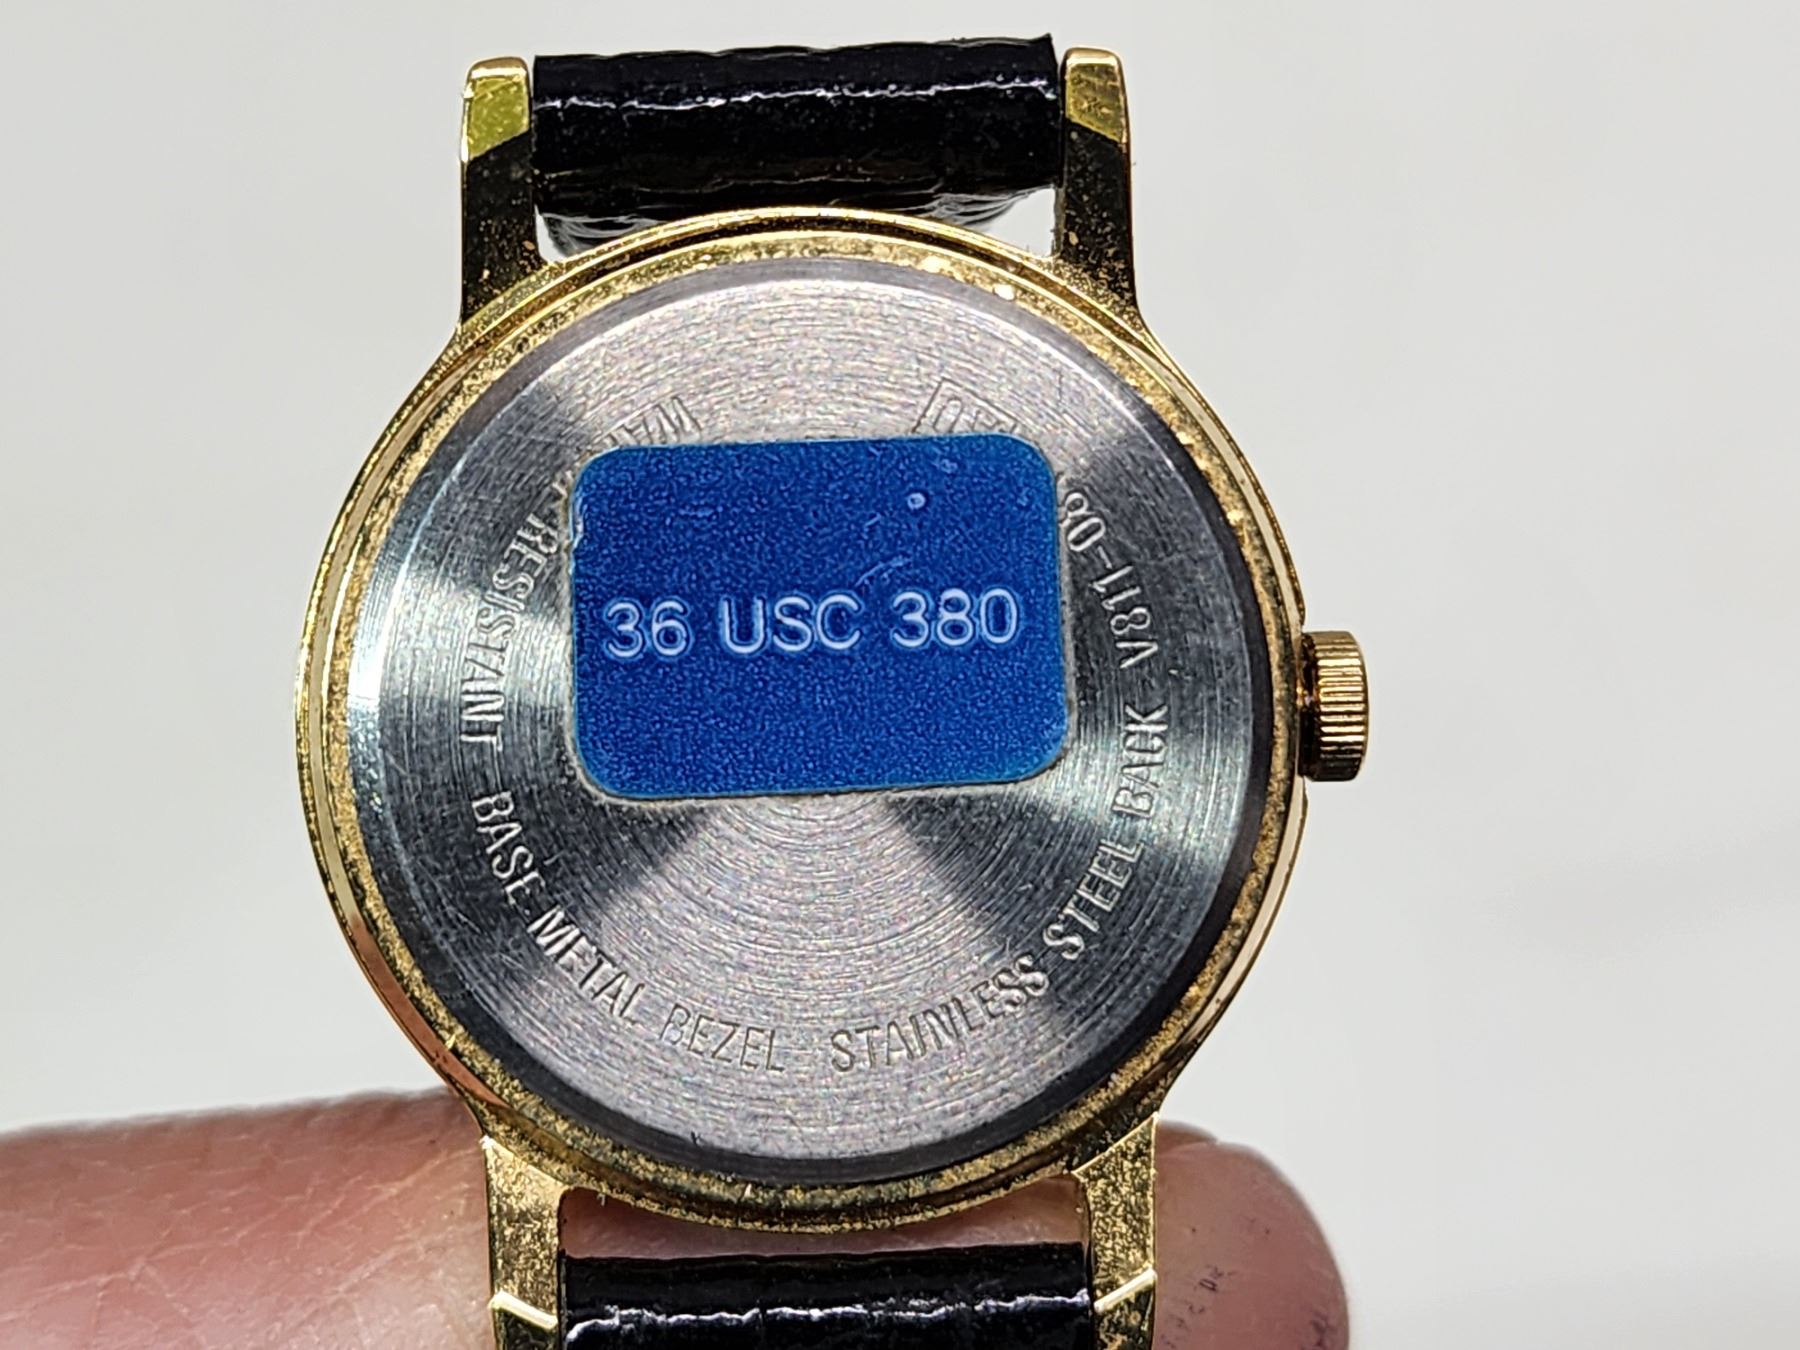 36 USC 380
RESISTANT BASE METAL BEZEL STAINLESS STEEL BACK V811-08